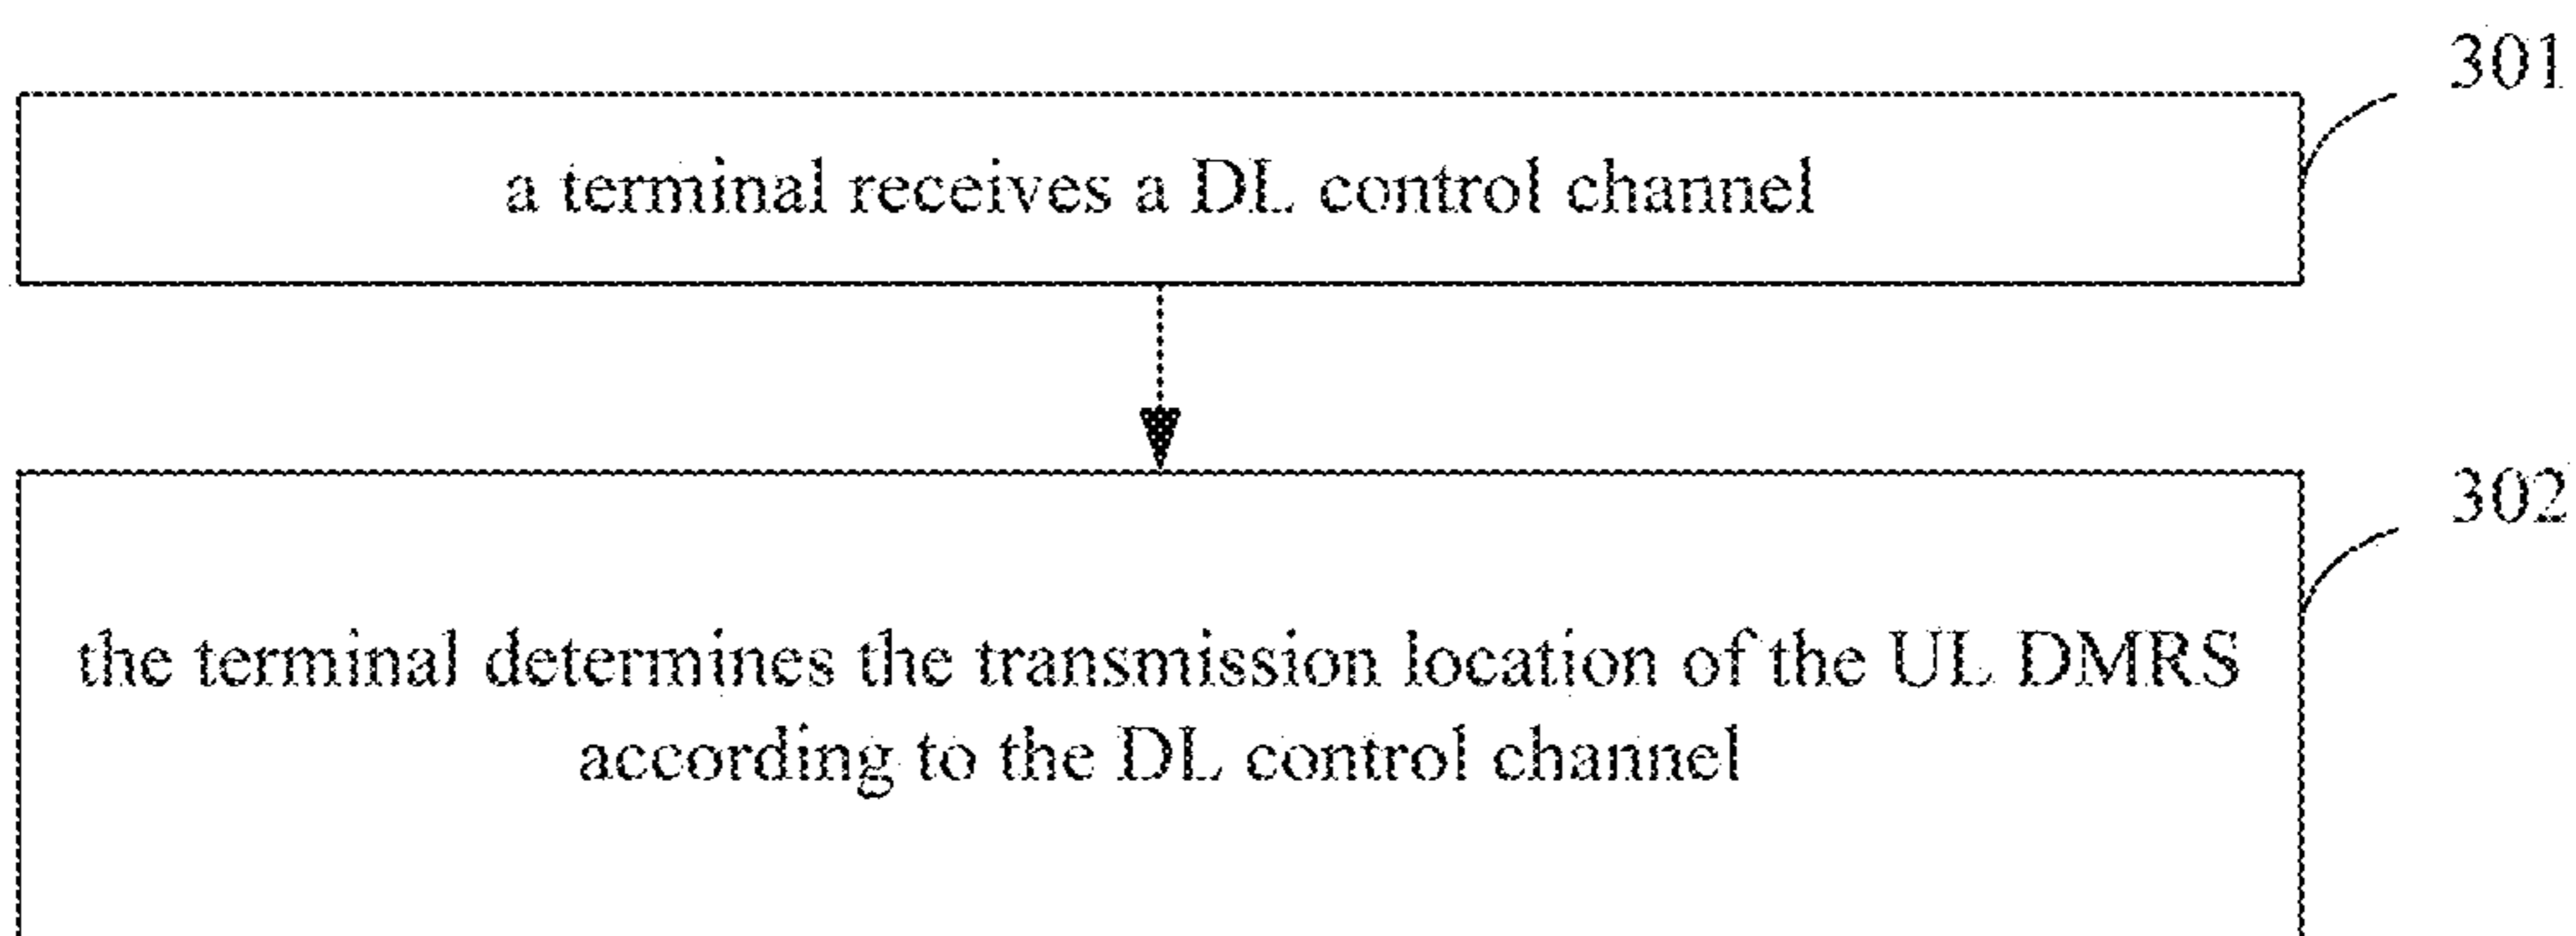 301
a terminal receives a DL control channel
302
the terminal determines the transmission location of the UL DMRS
according to the DL control channel